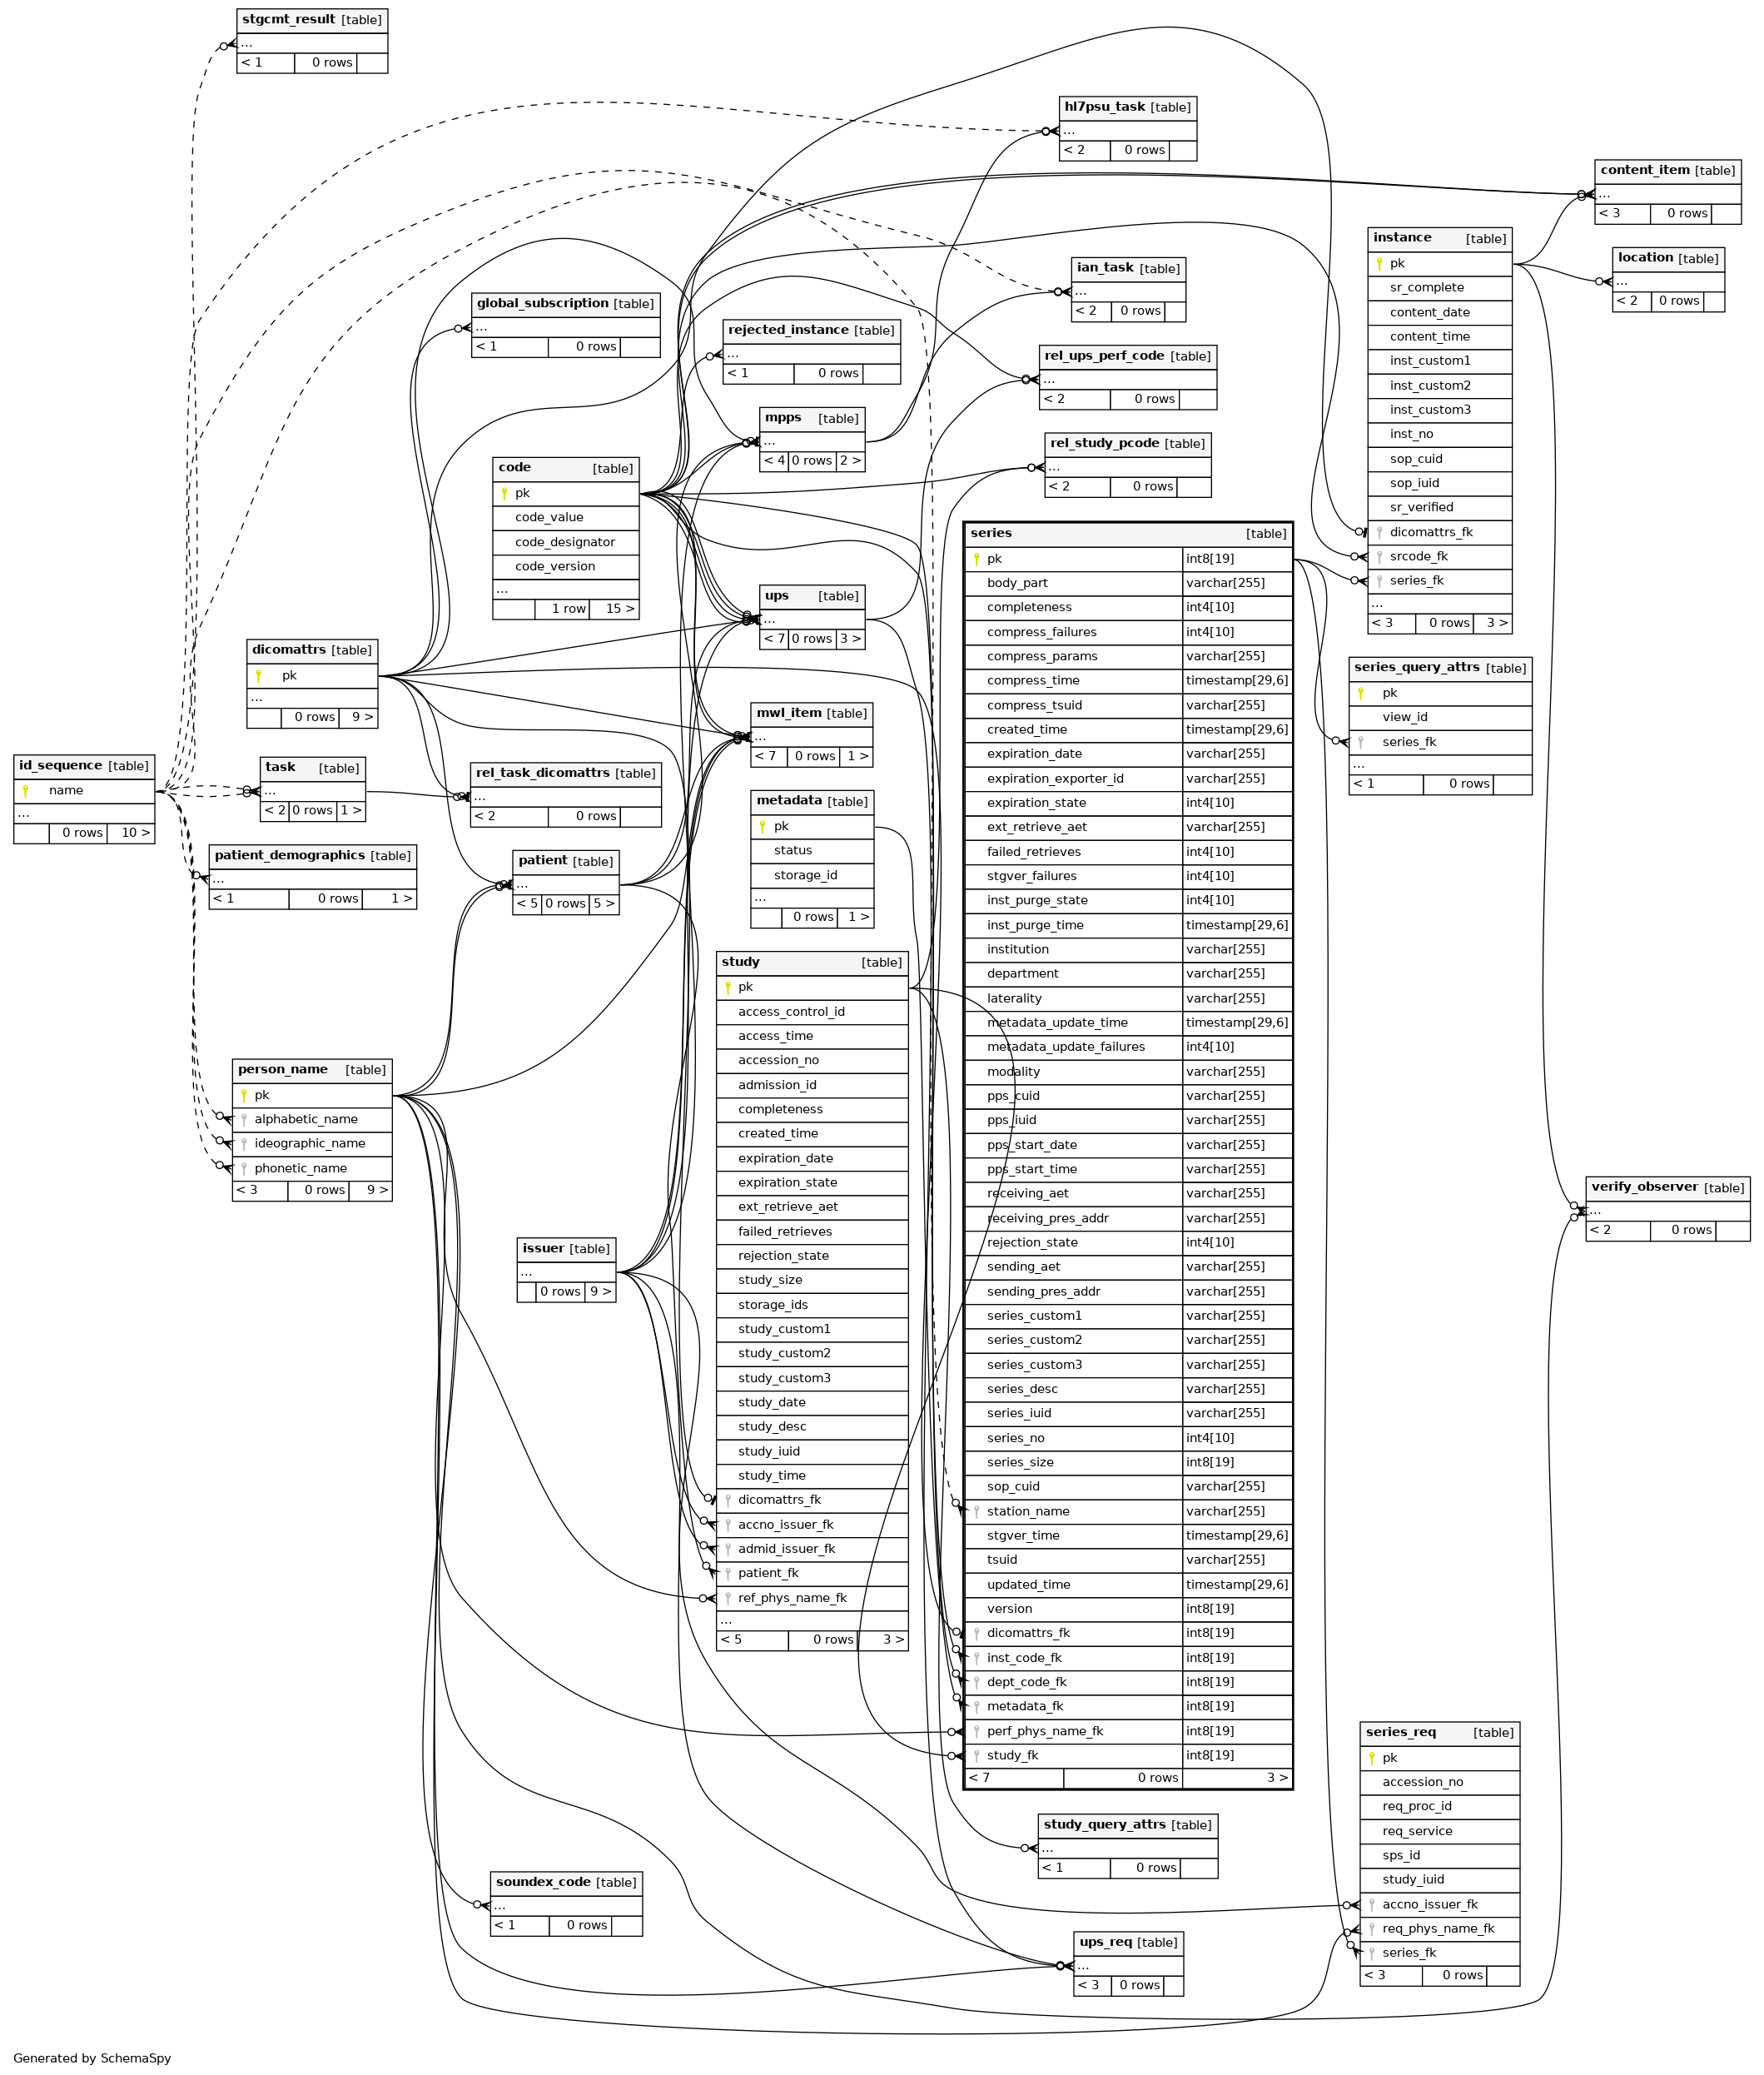 stgcmt_result [table]
...
< 1 0 rows
hl7psu_task [table]
...
< 2 0 rows
content_item [table]
...
< 3 0 rows
instance [table]
pk
sr_complete
content_date
content_time
inst_custom1
inst_custom2
inst_custom3
inst_no
sop_cuid
sop_iuid
sr_verified
dicomattrs_fk
srcode_fk
series_fk
...
< 3 0 rows 3 >
location [table]
...
< 2 0 rows
ian_task [table]
...
< 2 0 rows
global_subscription [table]
...
< 1 0 rows
rejected_instance [table]
...
< 1 0 rows
rel_ups_perf_code [table]
...
< 2 0 rows
mpps [table]
...
< 4 0 rows 2 >
rel_study_pcode [table]
...
< 2 0 rows
code [table]
pk
code_value
code_designator
code_version
...
1 row 15 >
series [table]
pk int8[19]
body_part varchar[255]
completeness int4[10]
compress_failures int4[10]
compress_params varchar[255]
compress_time timestamp[29,6]
compress_tsuid varchar[255]
created_time timestamp[29,6]
expiration_date varchar[255]
expiration_exporter_id varchar[255]
expiration_state int4[10]
ext_retrieve_aet varchar[255]
failed_retrieves int4[10]
stgver_failures int4[10]
inst_purge_state int4[10]
inst_purge_time timestamp[29,6]
institution varchar[255]
department varchar[255]
laterality varchar[255]
metadata_update_time timestamp[29,6]
metadata_update_failures int4[10]
modality varchar[255]
pps_cuid varchar[255]
pps_iuid varchar[255]
pps_start_date varchar[255]
pps_start_time varchar[255]
receiving_aet varchar[255]
receiving_pres_addr varchar[255]
rejection_state int4[10]
sending_aet varchar[255]
sending_pres_addr varchar[255]
series_custom1 varchar[255]
series_custom2 varchar[255]
series_custom3 varchar[255]
series_desc varchar[255]
series_iuid varchar[255]
series_no int4[10]
series_size int8[19]
sop_cuid varchar[255]
station_name varchar[255]
stgver_time timestamp[29,6]
tsuid varchar[255]
updated_time timestamp[29,6]
version int8[19]
dicomattrs_fk int8[19]
inst_code_fk int8[19]
dept_code_fk int8[19]
metadata_fk int8[19]
perf_phys_name_fk int8[19]
study_fk int8[19]
< 7 0 rows 3 >
ups [table]
...
< 7 0 rows 3 >
dicomattrs [table]
pk
...
0 rows 9 >
series_query_attrs [table]
pk
view_id
series_fk
...
< 1 0 rows
mwl_item [table]
...
< 7 0 rows 1 >
id_sequence [table]
name
...
0 rows 10 >
task [table]
...
< 2 0 rows 1 >
rel_task_dicomattrs [table]
...
< 2 0 rows
metadata [table]
pk
status
storage_id
...
0 rows 1 >
patient_demographics [table]
...
< 1 0 rows 1 >
patient [table]
...
< 5 0 rows 5 >
study [table]
pk
access_control_id
access_time
accession_no
admission_id
completeness
created_time
expiration_date
expiration_state
ext_retrieve_aet
failed_retrieves
rejection_state
study_size
storage_ids
study_custom1
study_custom2
study_custom3
study_date
study_desc
study_iuid
study_time
dicomattrs_fk
accno_issuer_fk
admid_issuer_fk
patient_fk
ref_phys_name_fk
...
< 5 0 rows 3 >
person_name [table]
pk
alphabetic_name
ideographic_name
phonetic_name
< 3 0 rows 9 >
verify_observer [table]
...
< 2 0 rows
issuer [table]
...
0 rows 9 >
series_req [table]
pk
accession_no
req_proc_id
req_service
sps_id
study_iuid
accno_issuer_fk
req_phys_name_fk
series_fk
< 3 0 rows
study_query_attrs [table]
...
< 1 0 rows
soundex_code [table]
...
< 1 0 rows
ups_req [table]
...
< 3 0 rows
Generated by SchemaSpy